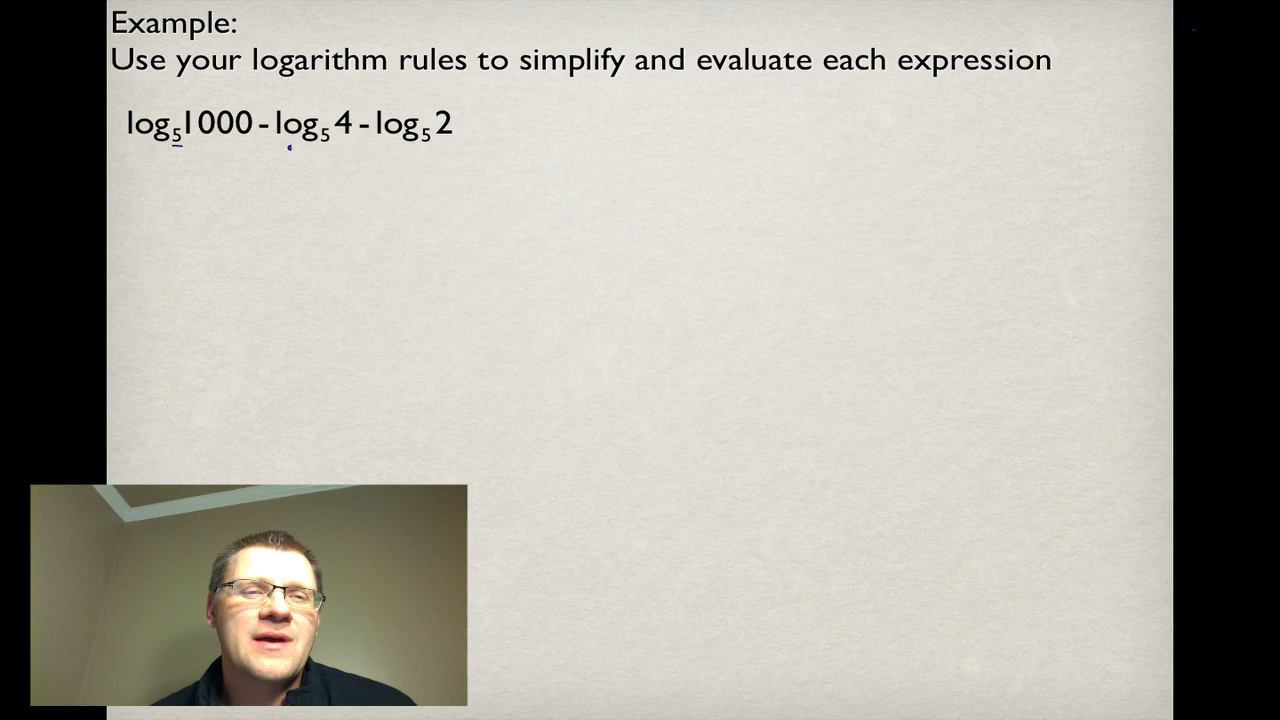 Example:
Use your logarithm rules to simplify and evaluate each expression
log₅1000 - log₅4 - log₅2